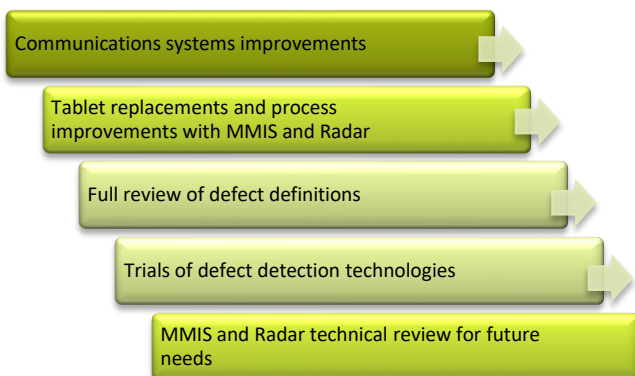 Communications systems improvements
Tablet replacements and process
improvements with MMIS and Radar
Full review of defect definitions
Trials of defect detection technologies
MMIS and Radar technical review for future
needs